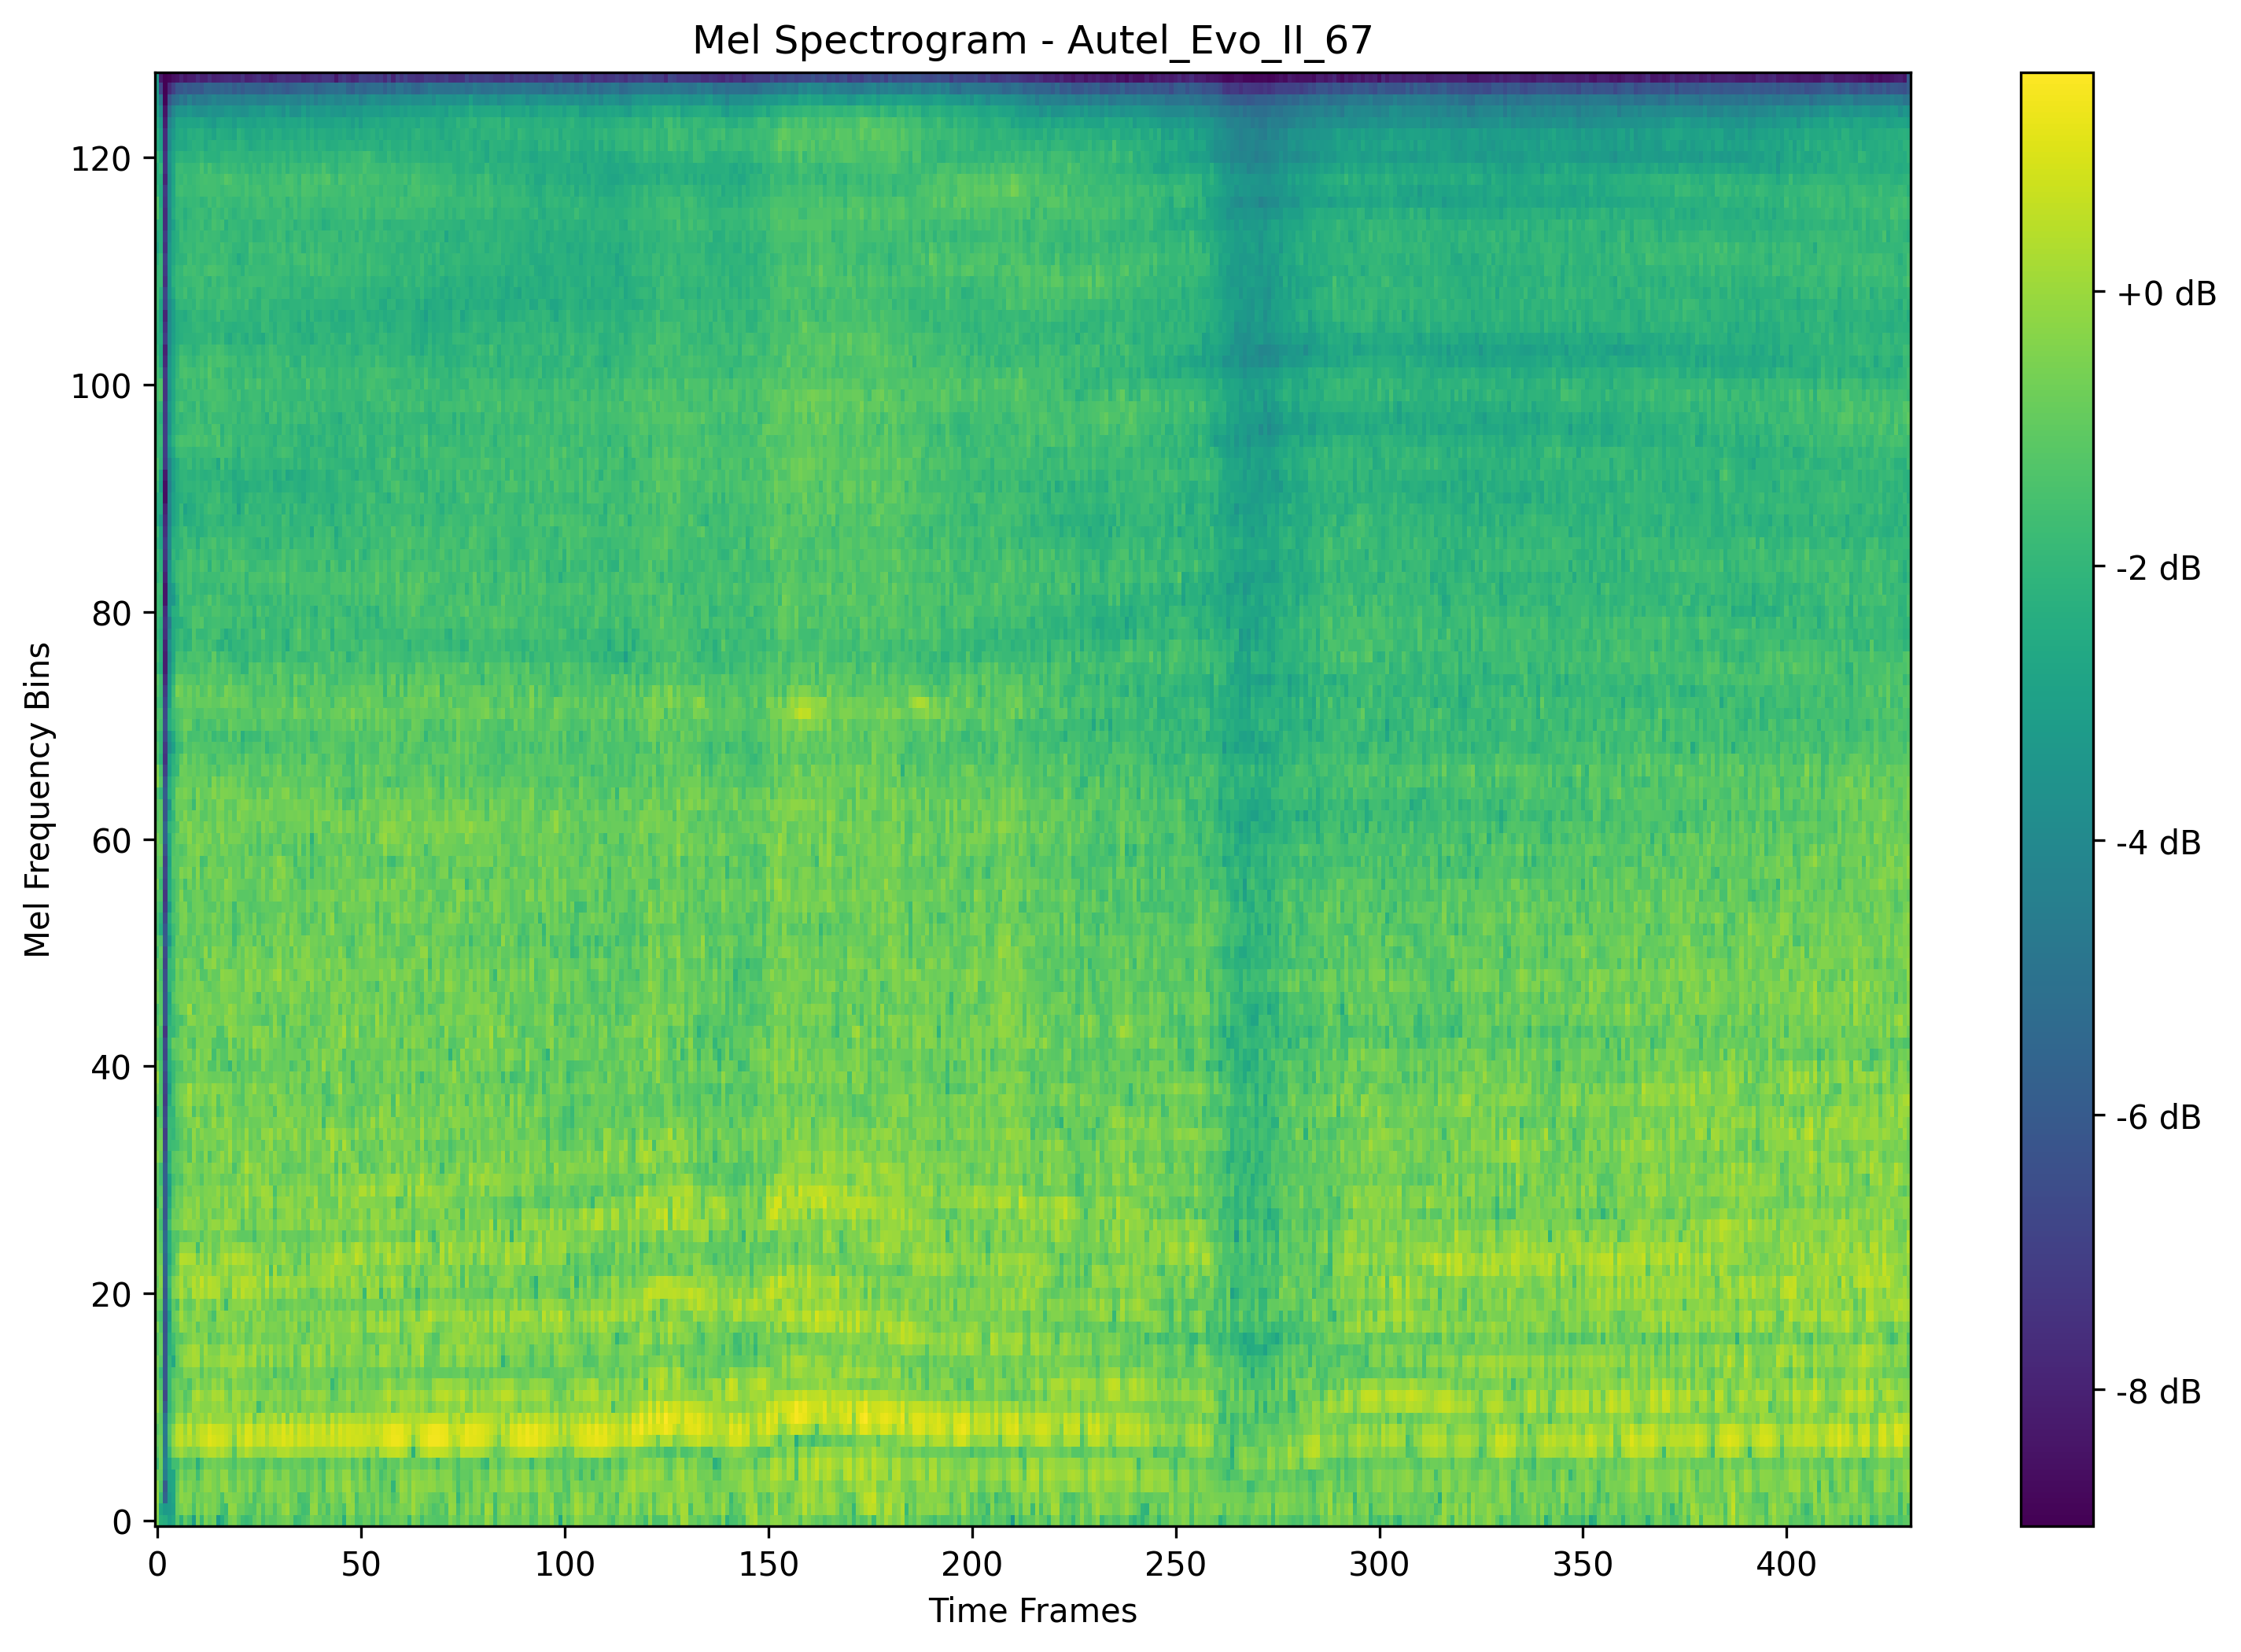 Mel Spectrogram - Autel_Evo_II_67
Mel Frequency Bins
120
100
80
60
40
20
0
0 50 100 150 200 250 300 350 400
Time Frames
+0 dB
-2 dB
-4 dB
-6 dB
-8 dB